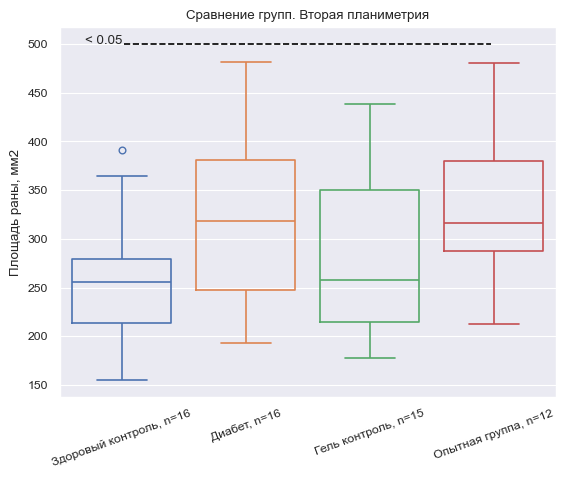 Сравнение групп. Вторая планиметрия
< 0.05
Площадь раны, мм2
500
450
400
350
300
250
200
150
Здоровый контроль, n=16
Диабет, n=16
Гель контроль, n=15
Опытная группа, n=12